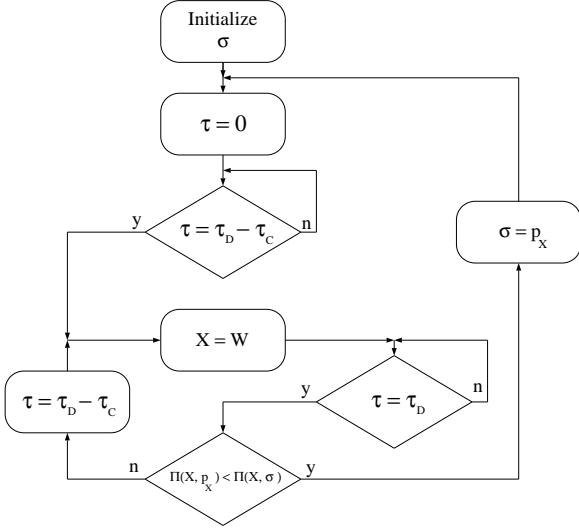 Initialize
σ
τ = 0
y
τ = τ_D − τ_C
n
σ = p_X
X = W
τ = τ_D − τ_C
y
τ = τ_D
n
n
Π(X, p_X) < Π(X, σ)
y